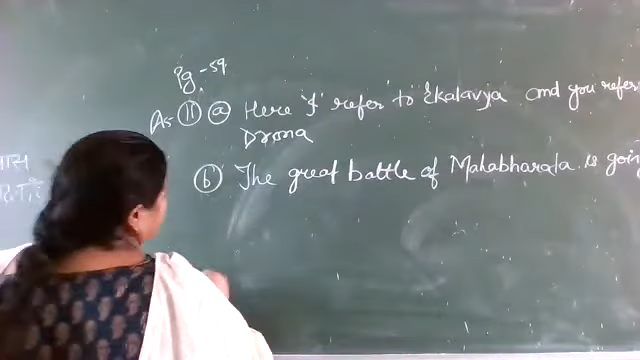 Pg. - 59
As (11) (a) Here 'I' refer to Ekalavya and you refer
Drona
(b) The great battle of Mahabharata is going